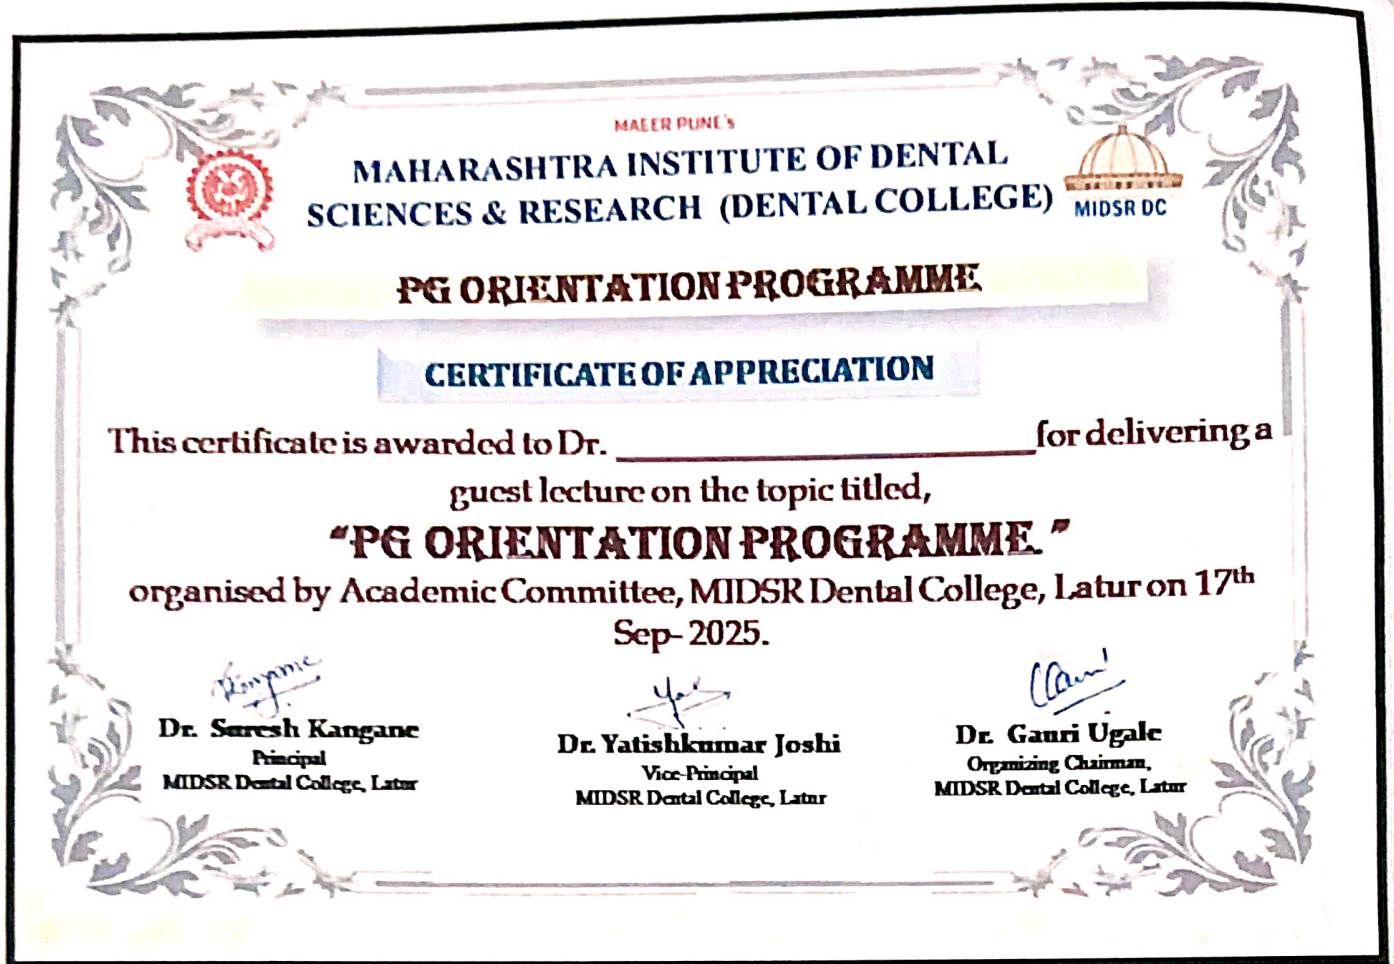 MAEER PUNE's
MAHARASHTRA INSTITUTE OF DENTAL
SCIENCES & RESEARCH (DENTAL COLLEGE)
MIDSR DC
PG ORIENTATION PROGRAMME
CERTIFICATE OF APPRECIATION
This certificate is awarded to Dr. ____________________ for delivering a
guest lecture on the topic titled,
“PG ORIENTATION PROGRAMME.”
organised by Academic Committee, MIDSR Dental College, Latur on 17th
Sep- 2025.
Dr. Suresh Kangane
Principal
MIDSR Dental College, Latur
Dr. Yatishkumar Joshi
Vice-Principal
MIDSR Dental College, Latur
Dr. Gauri Ugale
Organizing Chairman,
MIDSR Dental College, Latur